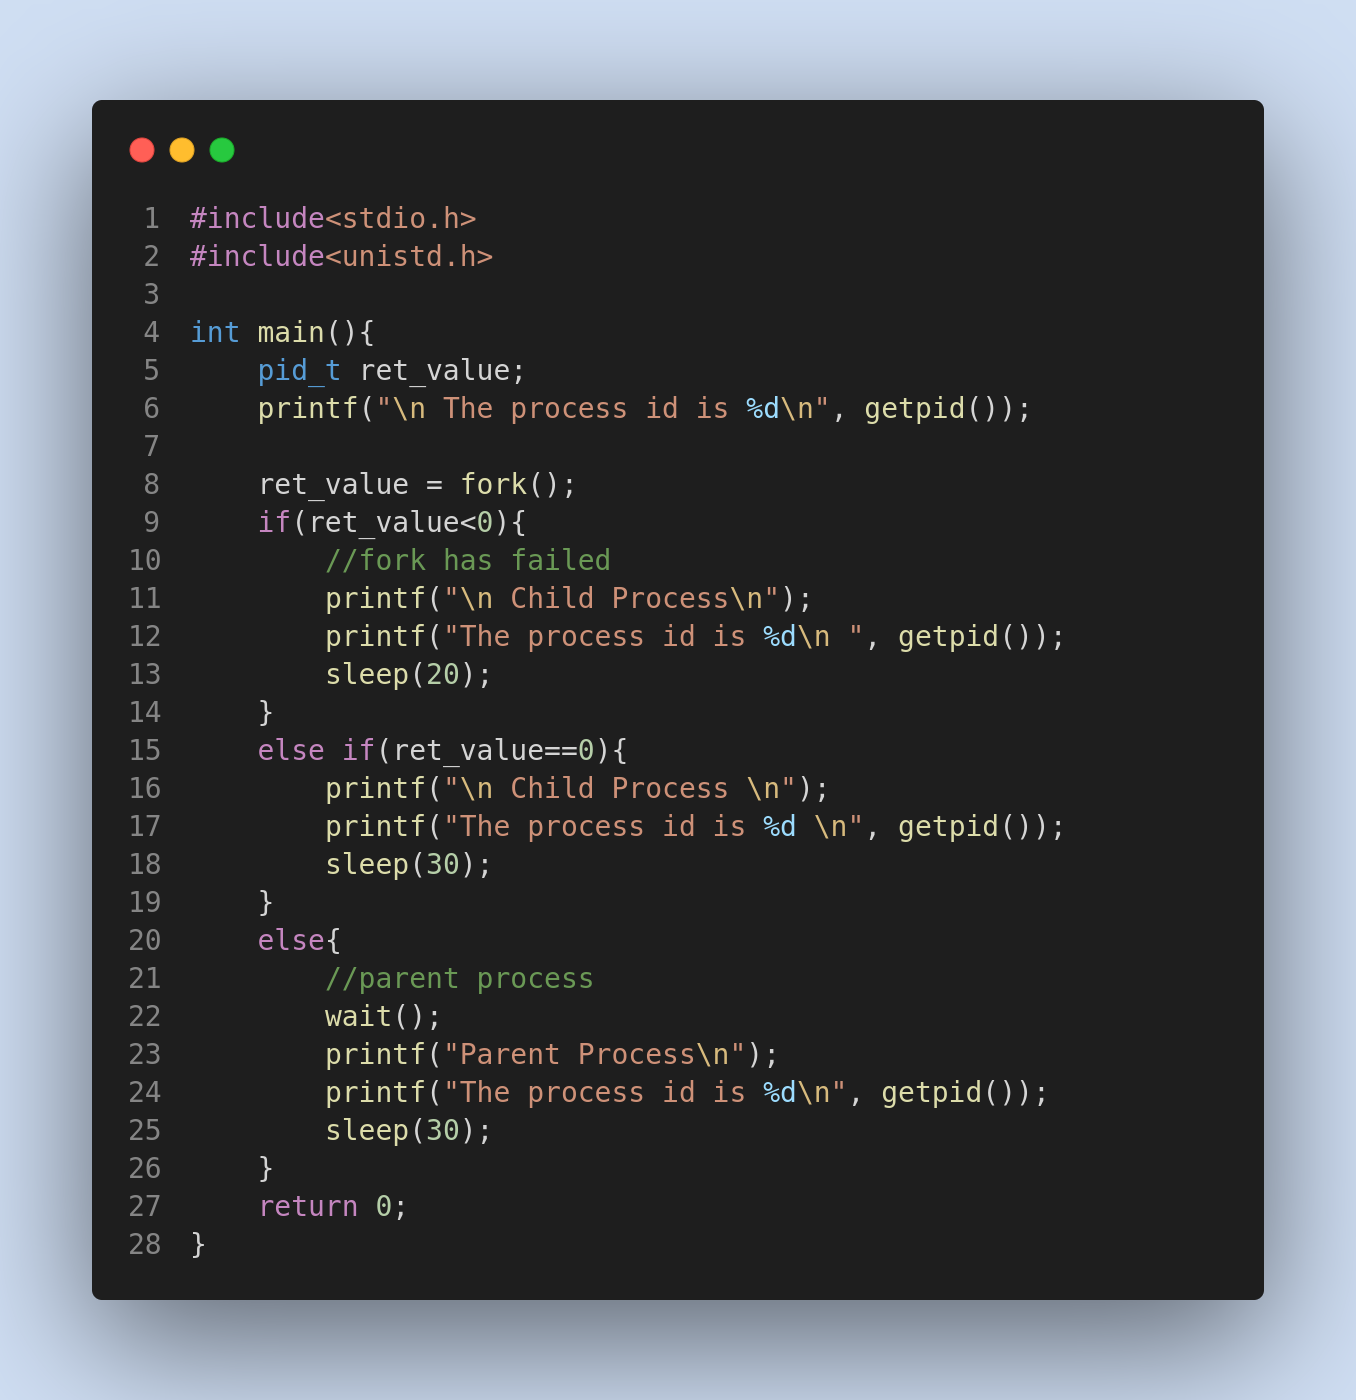 1 #include<stdio.h>
2 #include<unistd.h>
3
4 int main(){
5     pid_t ret_value;
6     printf("\n The process id is %d\n", getpid());
7
8     ret_value = fork();
9     if(ret_value<0){
10         //fork has failed
11         printf("\n Child Process\n");
12         printf("The process id is %d\n ", getpid());
13         sleep(20);
14     }
15     else if(ret_value==0){
16         printf("\n Child Process \n");
17         printf("The process id is %d \n", getpid());
18         sleep(30);
19     }
20     else{
21         //parent process
22         wait();
23         printf("Parent Process\n");
24         printf("The process id is %d\n", getpid());
25         sleep(30);
26     }
27     return 0;
28 }